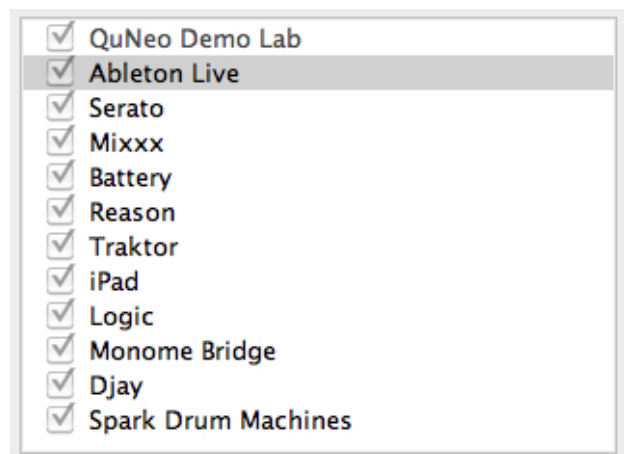 QuNeo Demo Lab
Ableton Live
Serato
Mixxx
Battery
Reason
Traktor
iPad
Logic
Monome Bridge
Djay
Spark Drum Machines